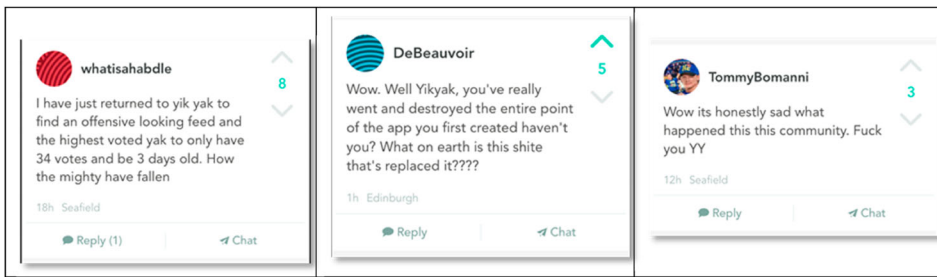 whatisahabdle
8
I have just returned to yik yak to
find an offensive looking feed and
the highest voted yak to only have
34 votes and be 3 days old. How
the mighty have fallen
18h Seafield
Reply (1)
Chat
DeBeauvoir
5
Wow. Well Yikyak, you've really
went and destroyed the entire point
of the app you first created haven't
you? What on earth is this shite
that's replaced it????
1h Edinburgh
Reply
Chat
TommyBomanni
3
Wow its honestly sad what
happened this this community. Fuck
you YY
12h Seafield
Reply
Chat